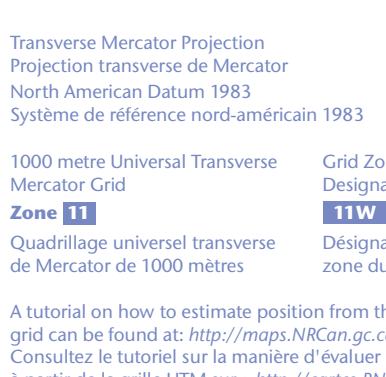 Transverse Mercator Projection
Projection transverse de Mercator
North American Datum 1983
Système de référence nord-américain 1983
1000 metre Universal Transverse
Mercator Grid
Zone 11
Quadrillage universel transverse
de Mercator de 1000 mètres
Grid
Designa
11W
Désigna
zone du
A tutorial on how to estimate position from
grid can be found at: http://maps.NRCan.gc.c
Consultez le tutoriel sur la manière d'évaluer